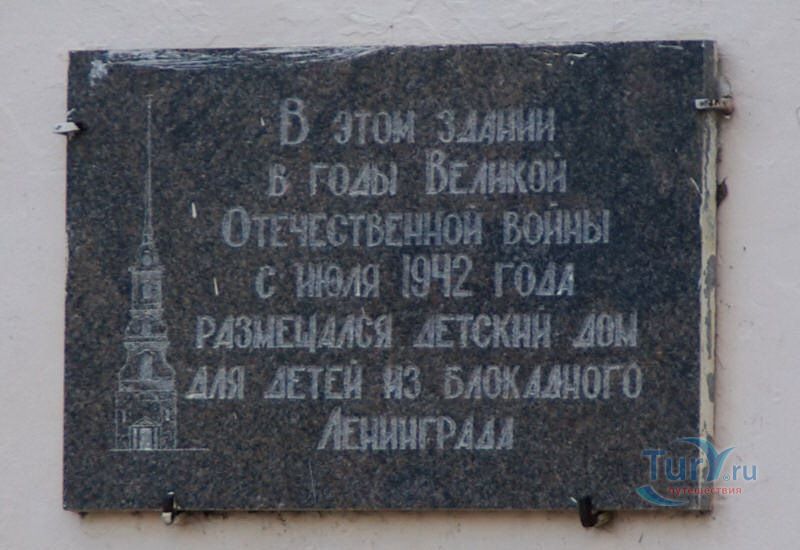 В этом здании
в годы Великой
Отечественной войны
с июля 1942 года
размещался детский дом
для детей из блокадного
Ленинграда
TurY.ru
путешествия